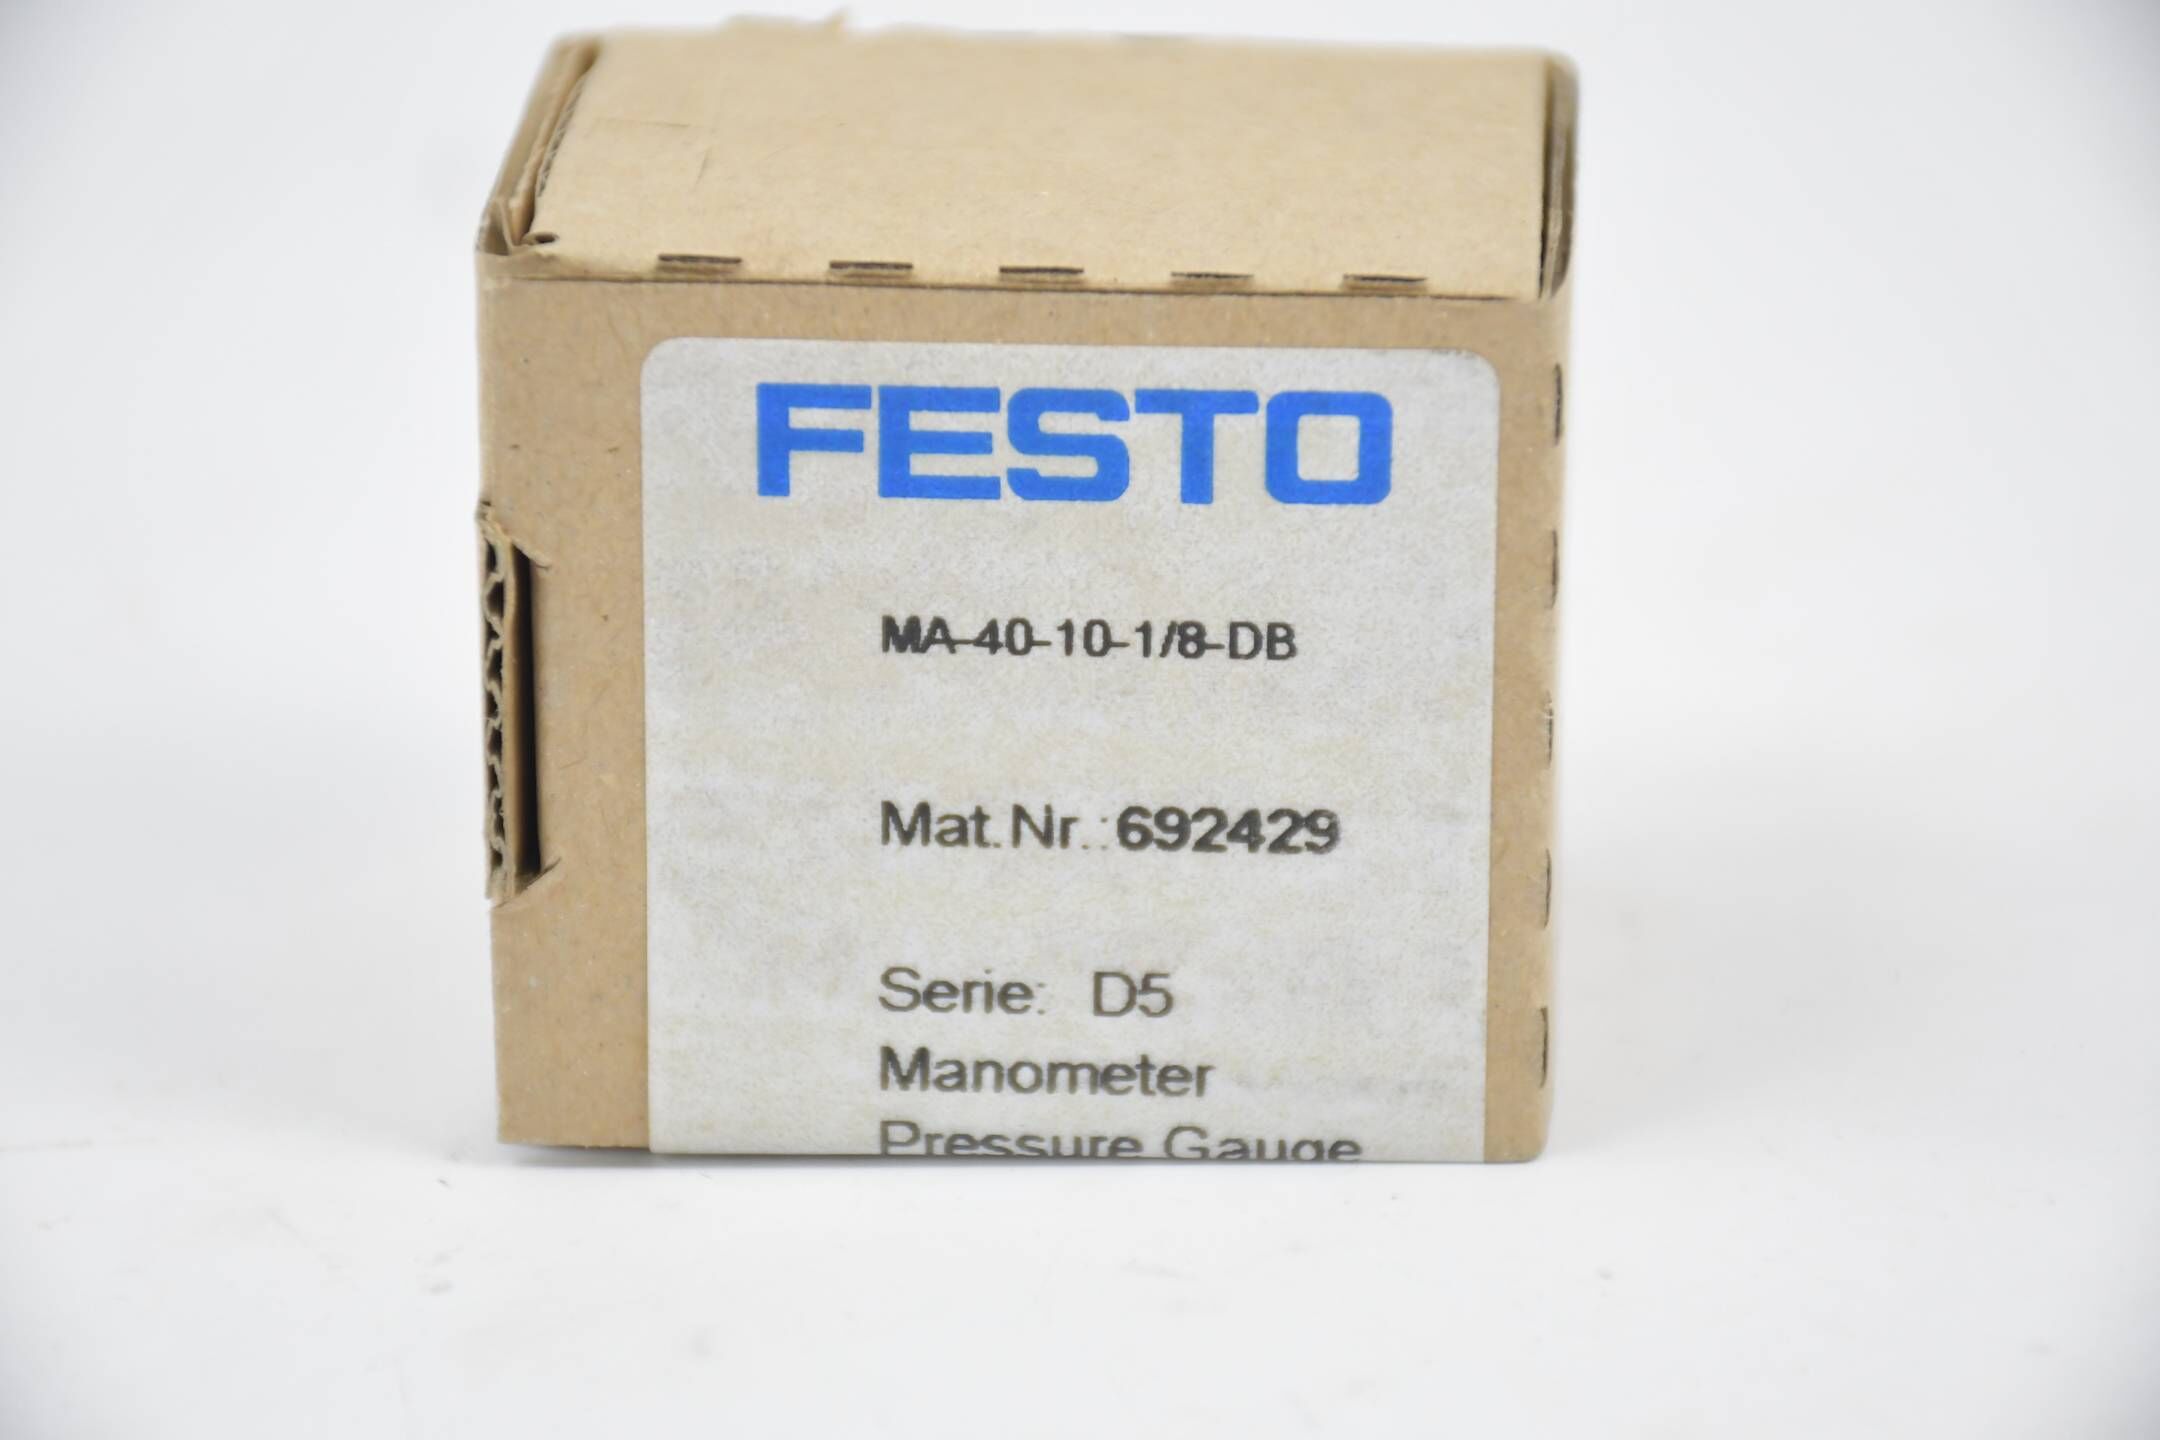 FESTO
MA-40-10-1/8-DB
Mat.Nr.:692429
Serie: D5
Manometer
Pressure Gauge